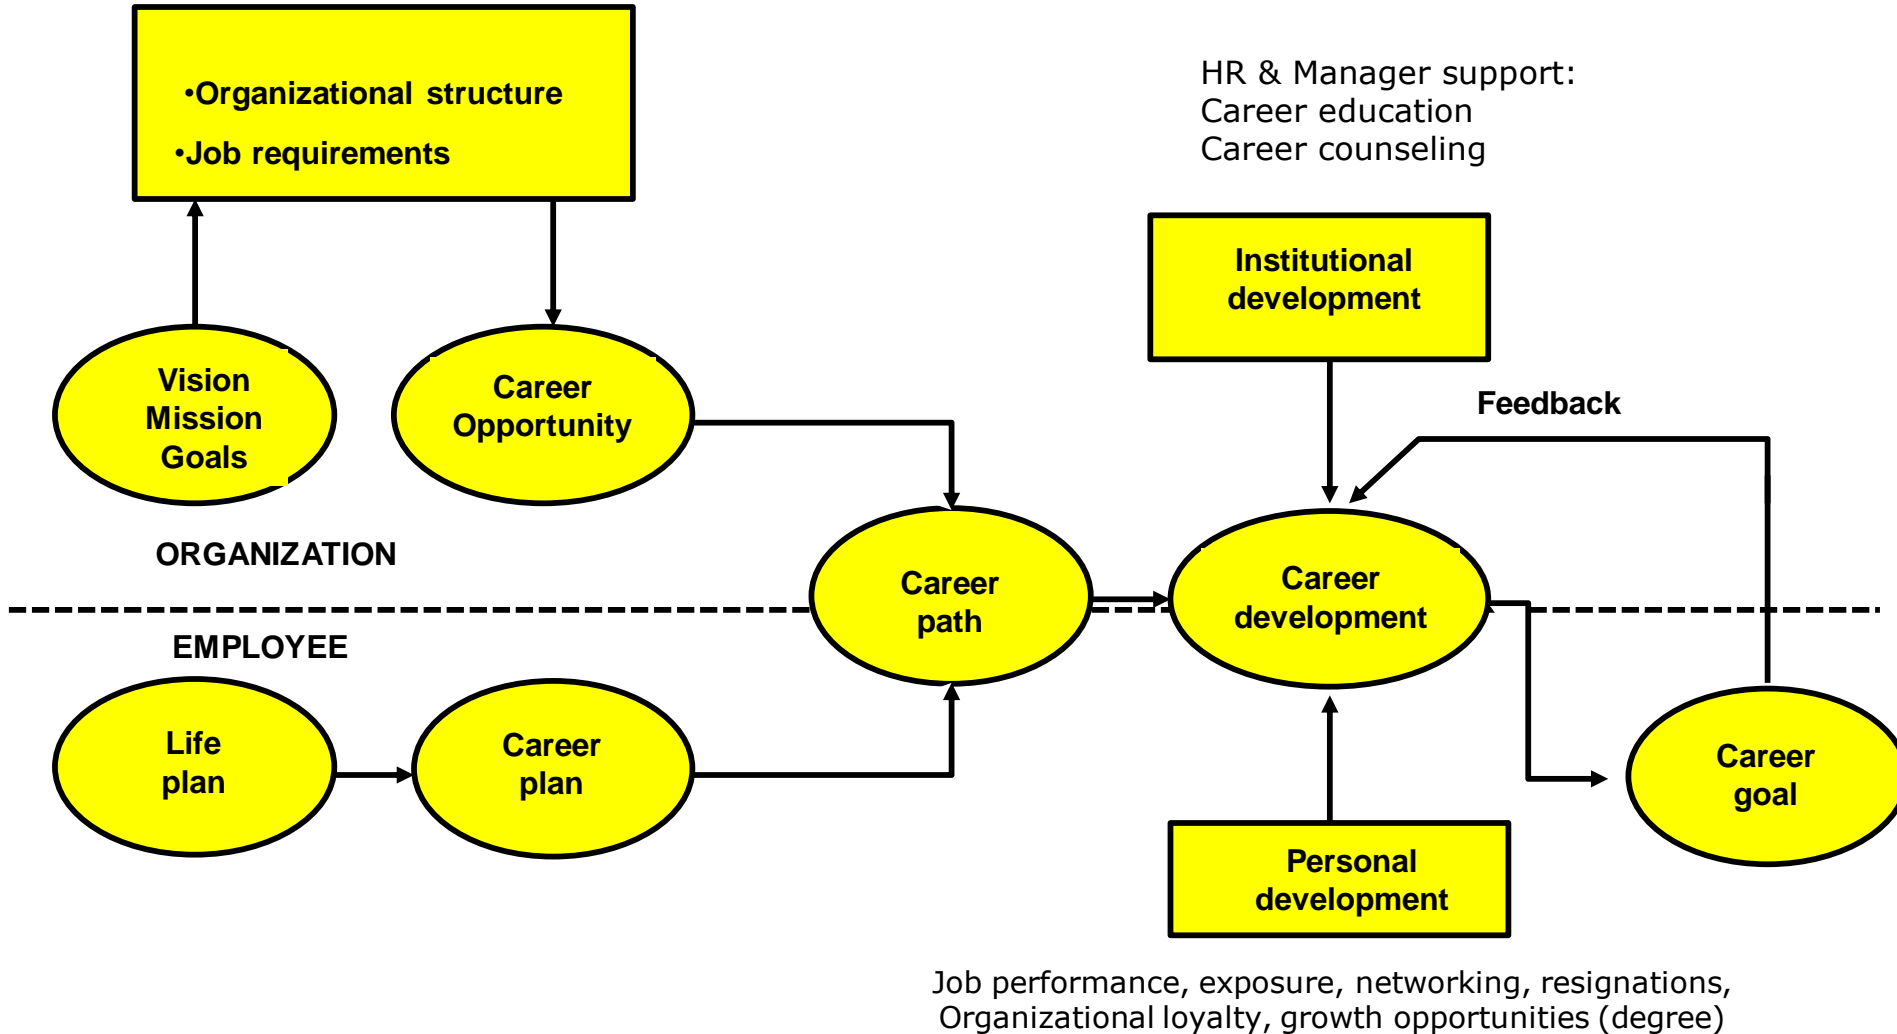 •Organizational structure
•Job requirements
HR & Manager support:
Career education
Career counseling
Institutional
development
Vision
Mission
Goals
Career
Opportunity
Feedback
ORGANIZATION
Career
path
Career
development
EMPLOYEE
Life
plan
Career
plan
Career
goal
Personal
development
Job performance, exposure, networking, resignations,
Organizational loyalty, growth opportunities (degree)